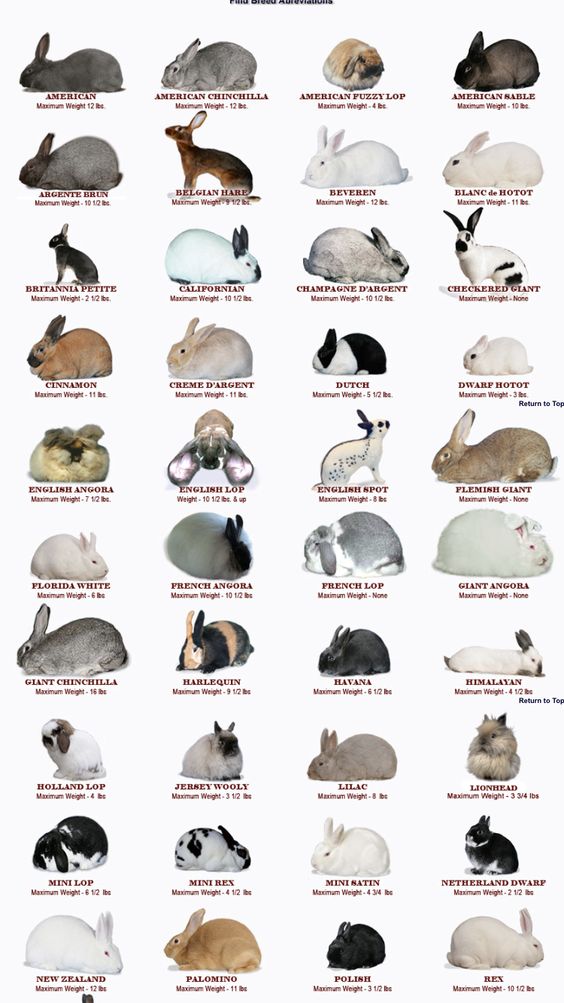 Find Breed Abreviations
AMERICAN
Maximum Weight 12 lbs.
AMERICAN CHINCHILLA
Maximum Weight - 12 lbs.
AMERICAN FUZZY LOP
Maximum Weight - 4 lbs.
AMERICAN SABLE
Maximum Weight - 10 lbs.
ARGENTE BRUN
Maximum Weight - 10 1/2 lbs.
BELGIAN HARE
Maximum Weight - 9 1/2 lbs.
BEVEREN
Maximum Weight - 12 lbs.
BLANC de HOTOT
Maximum Weight - 11 lbs.
BRITANNIA PETITE
Maximum Weight - 2 1/2 lbs.
CALIFORNIAN
Maximum Weight - 10 1/2 lbs.
CHAMPAGNE D'ARGENT
Maximum Weight - 10 1/2 lbs.
CHECKERED GIANT
Maximum Weight - None
CINNAMON
Maximum Weight - 11 lbs.
CREME D'ARGENT
Maximum Weight - 11 lbs.
DUTCH
Maximum Weight - 5 1/2 lbs.
DWARF HOTOT
Maximum Weight - 3 lbs.
Return to Top
ENGLISH ANGORA
Maximum Weight - 7 1/2 lbs.
ENGLISH LOP
Weight - 10 1/2 lbs. & up
ENGLISH SPOT
Maximum Weight - 8 lbs
FLEMISH GIANT
Maximum Weight - None
FLORIDA WHITE
Maximum Weight - 6 lbs
FRENCH ANGORA
Maximum Weight - 10 1/2 lbs
FRENCH LOP
Maximum Weight - None
GIANT ANGORA
Maximum Weight - None
GIANT CHINCHILLA
Maximum Weight - 16 lbs
HARLEQUIN
Maximum Weight - 9 1/2 lbs
HAVANA
Maximum Weight - 6 1/2 lbs
HIMALAYAN
Maximum Weight - 4 1/2 lbs
Return to Top
HOLLAND LOP
Maximum Weight - 4 lbs
JERSEY WOOLY
Maximum Weight - 3 1/2 lbs
LILAC
Maximum Weight - 8 lbs
LIONHEAD
Maximum Weight - 3 3/4 lbs
MINI LOP
Maximum Weight - 6 1/2 lbs
MINI REX
Maximum Weight - 4 1/2 lbs
MINI SATIN
Maximum Weight - 4 3/4 lbs
NETHERLAND DWARF
Maximum Weight - 2 1/2 lbs
NEW ZEALAND
Maximum Weight - 12 lbs
PALOMINO
Maximum Weight - 11 lbs
POLISH
Maximum Weight - 3 1/2 lbs
REX
Maximum Weight - 10 1/2 lbs